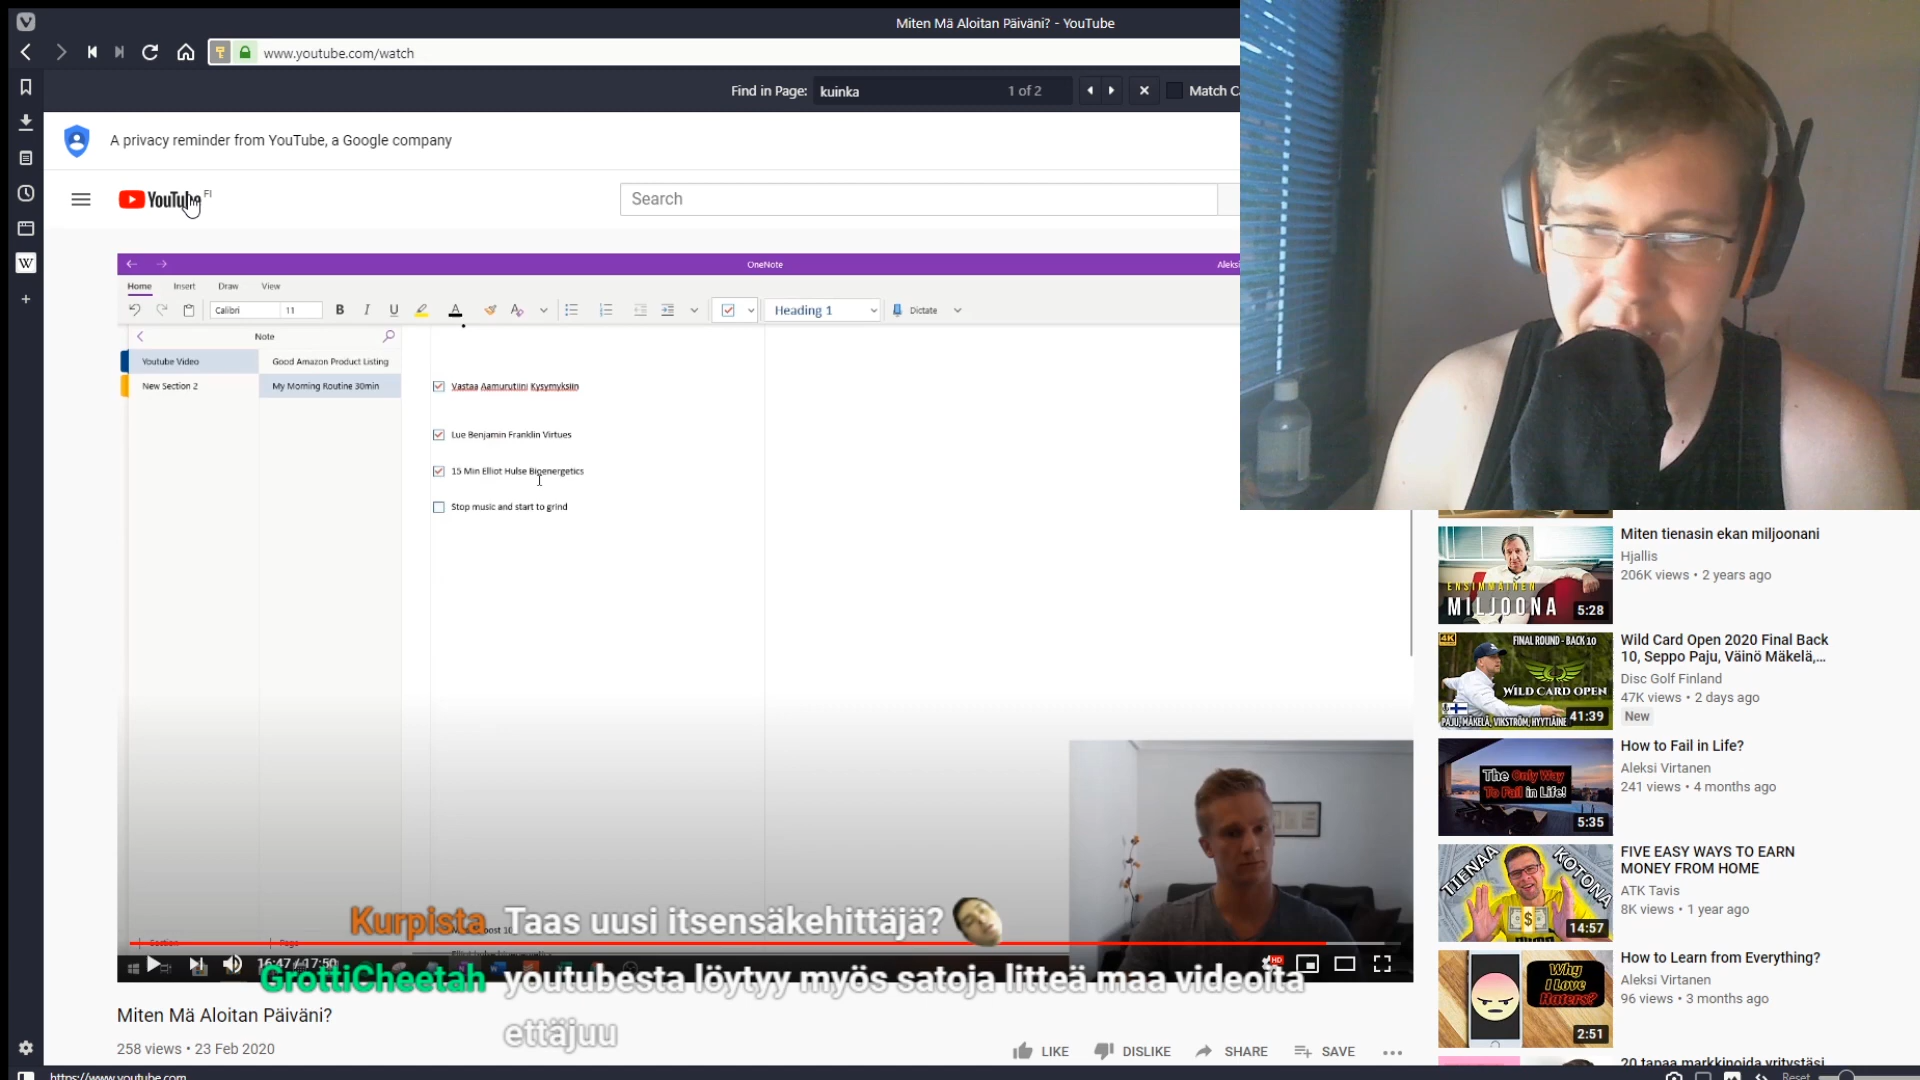 Miten Mä Aloitan Päiväni? - YouTube
www.youtube.com/watch
Find in Page: kuinka 1 of 2 Match C
A privacy reminder from YouTube, a Google company
YouTube FI
Search
OneNote
Aleksi
Home Insert Draw View
Calibri 11 B I U A Heading 1 Dictate
Note
Youtube Video
Good Amazon Product Listing
New Section 2
My Morning Routine 30min
Vastaa Aamurutiini Kysymyksiin
Lue Benjamin Franklin Virtues
15 Min Elliot Hulse Bioenergetics
Stop music and start to grind
Kurpista Taas uusi itsensäkehittäjä?
16:47 / 17:50
HD
GrottiCheetah youtubesta löytyy myös satoja litteä maa videoita
ettäjuu
Miten Mä Aloitan Päiväni?
258 views • 23 Feb 2020
LIKE DISLIKE SHARE SAVE
ENSIMMÄINEN
MILJOONA
5:28
Miten tienasin ekan miljoonani
Hjallis
206K views • 2 years ago
4K
FINAL ROUND - BACK 10
WILD CARD OPEN
PAJU, MÄKELÄ, VIKSTRÖM, HYYTIÄINE
41:39
Wild Card Open 2020 Final Back
10, Seppo Paju, Väinö Mäkelä,...
Disc Golf Finland
47K views • 2 days ago
New
The Only Way
To Fail in Life!
5:35
How to Fail in Life?
Aleksi Virtanen
241 views • 4 months ago
TIENAA KOTONA
14:57
FIVE EASY WAYS TO EARN
MONEY FROM HOME
ATK Tavis
8K views • 1 year ago
Why
I Love
Haters?
2:51
How to Learn from Everything?
Aleksi Virtanen
96 views • 3 months ago
20 tapaa markkinoida yritystäsi
https://www.youtube.com
Reset